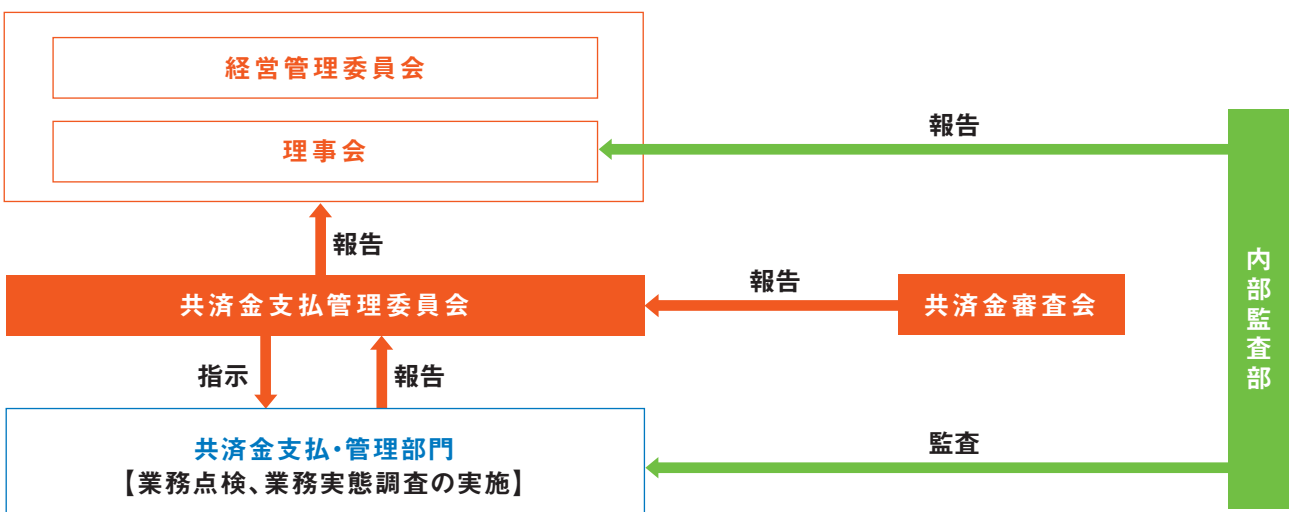 経営管理委員会
理事会
報告
報告
共済金支払管理委員会
報告
共済金審査会
内部監査部
指示
報告
共済金支払・管理部門
【業務点検、業務実態調査の実施】
監査